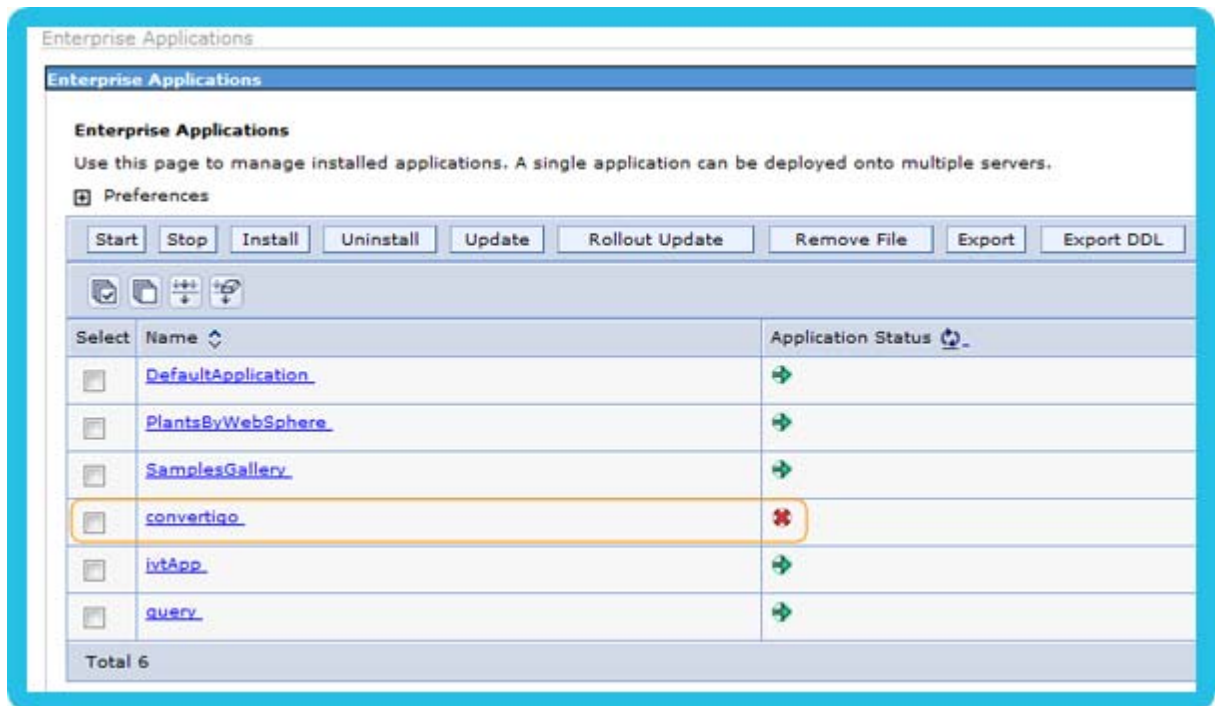 Enterprise Applications
Enterprise Applications
Enterprise Applications
Use this page to manage installed applications. A single application can be deployed onto multiple servers.
Preferences
Start Stop Install Uninstall Update Rollout Update Remove File Export Export DDL
Select Name Application Status
DefaultApplication
PlantsByWebSphere
SamplesGallery
convertigo
ivtApp
query
Total 6